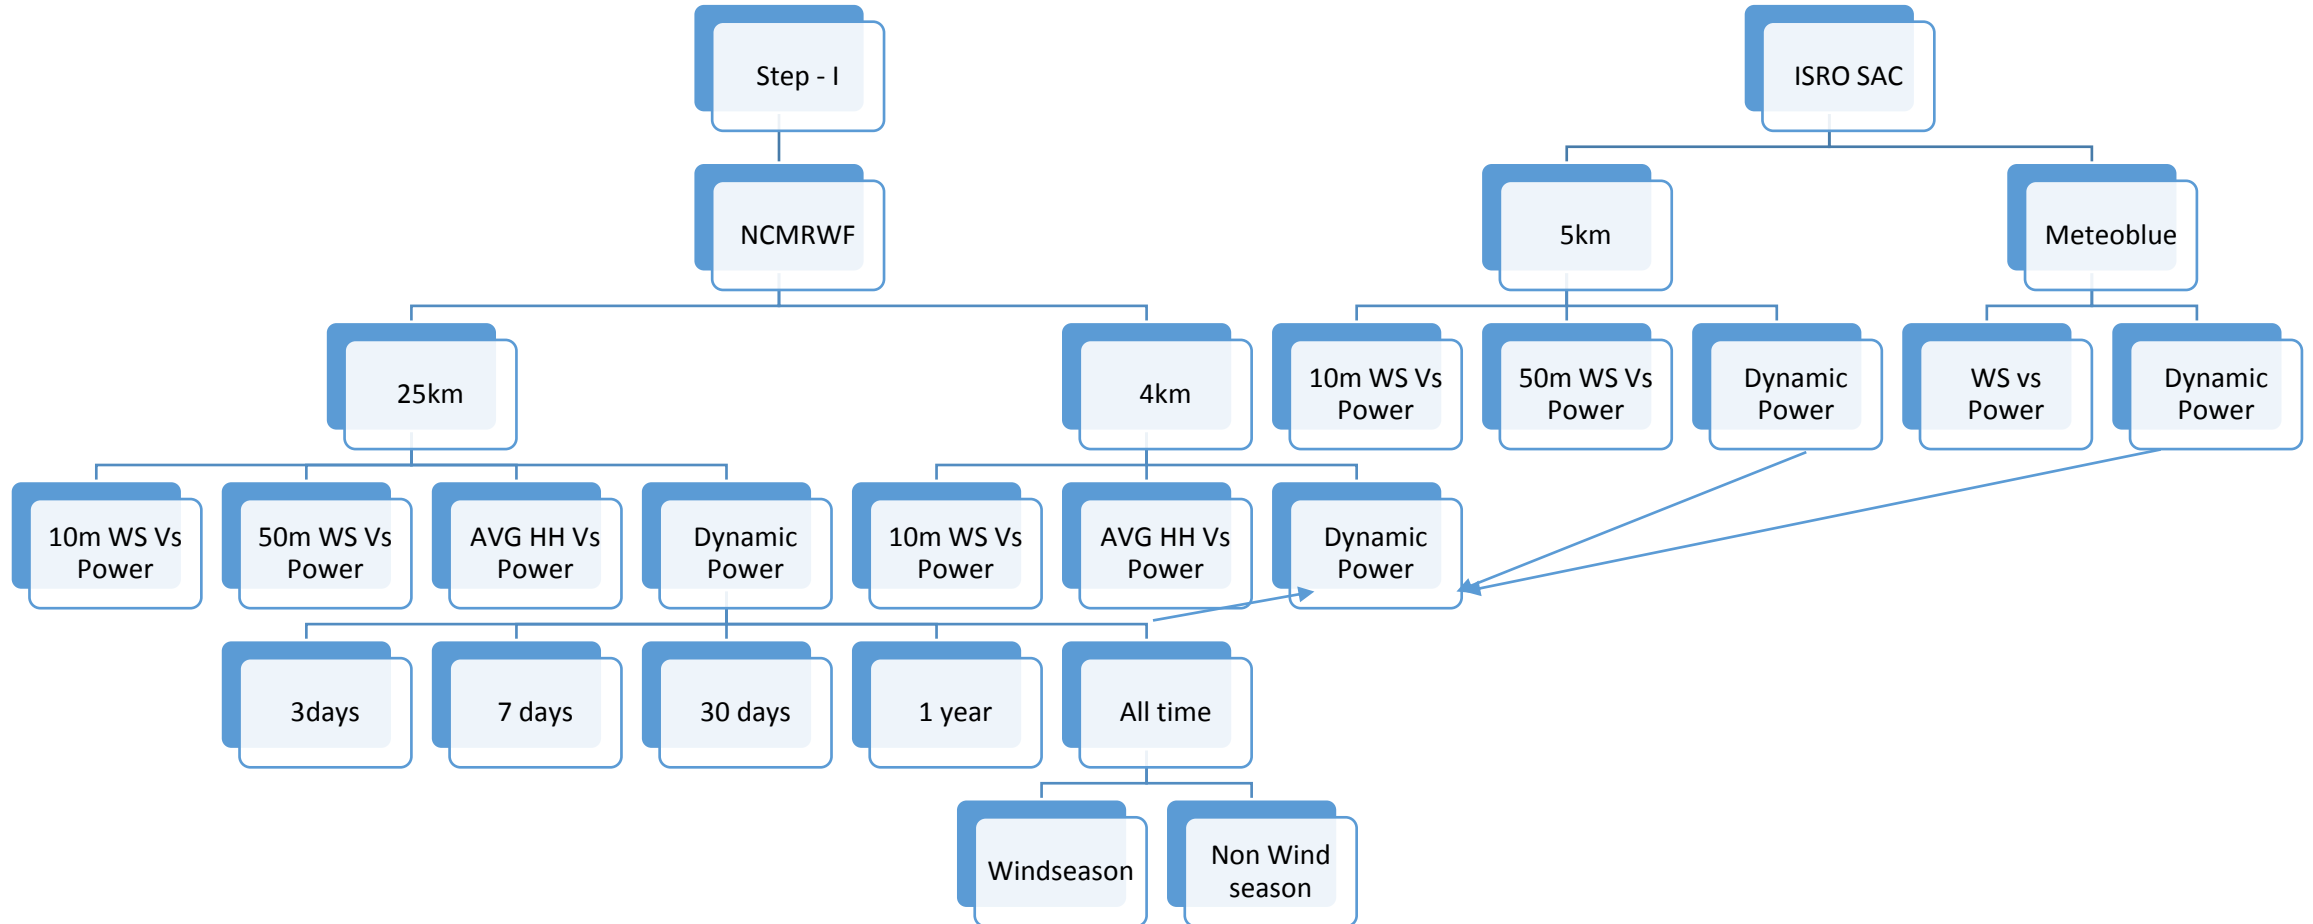 Step - I
ISRO SAC
NCMRWF
5km
Meteoblue
25km
4km
10m WS Vs
Power
50m WS Vs
Power
Dynamic
Power
WS vs
Power
Dynamic
Power
10m WS Vs
Power
50m WS Vs
Power
AVG HH Vs
Power
Dynamic
Power
10m WS Vs
Power
AVG HH Vs
Power
Dynamic
Power
3days
7 days
30 days
1 year
All time
Windseason
Non Wind
season